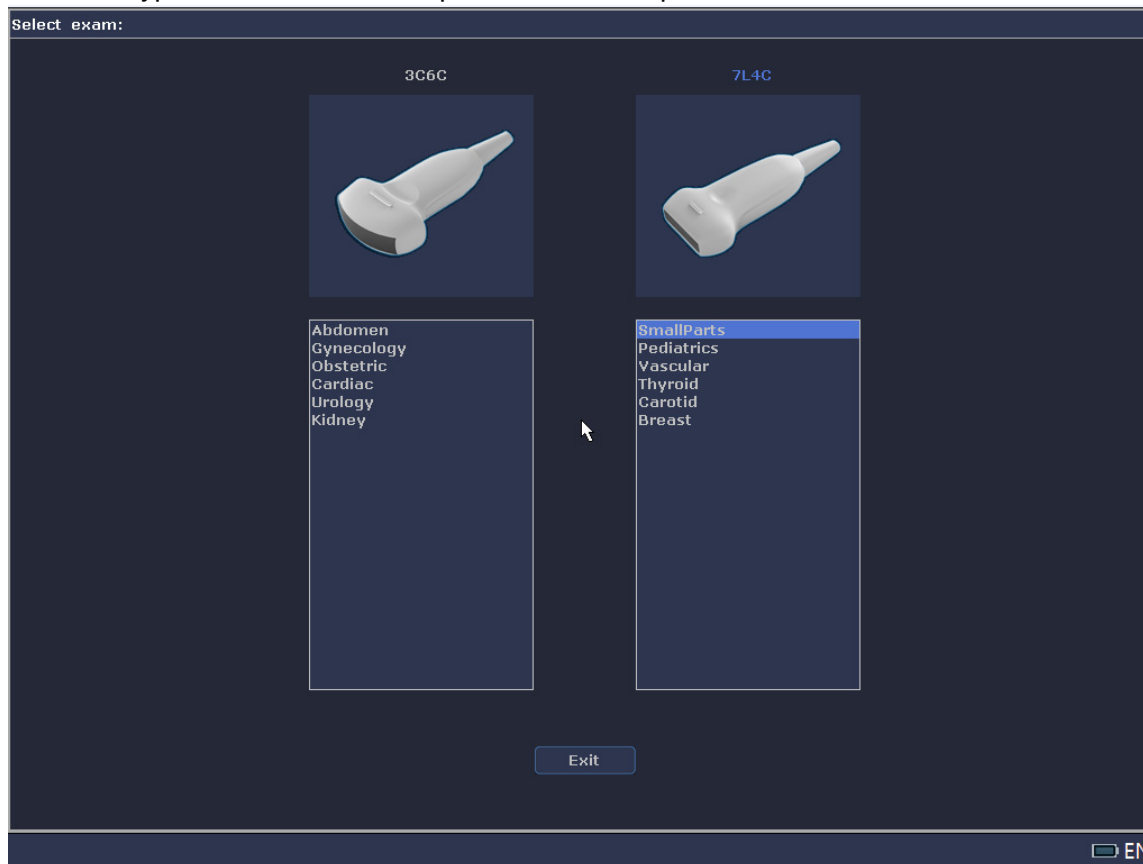 Select exam:
3C6C
7L4C
Abdomen
Gynecology
Obstetric
Cardiac
Urology
Kidney
SmallParts
Pediatrics
Vascular
Thyroid
Carotid
Breast
Exit
EN